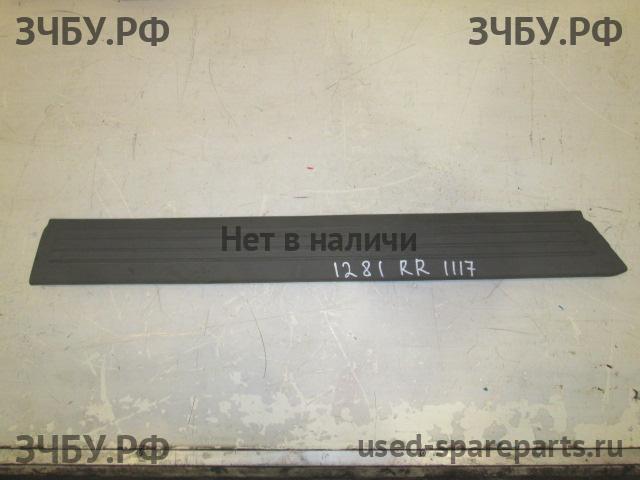 ЗЧБУ.РФ ЗЧБУ.РФ
Нет в наличи
1281 RR 1117
ЗЧБУ.РФ used-spareparts.ru